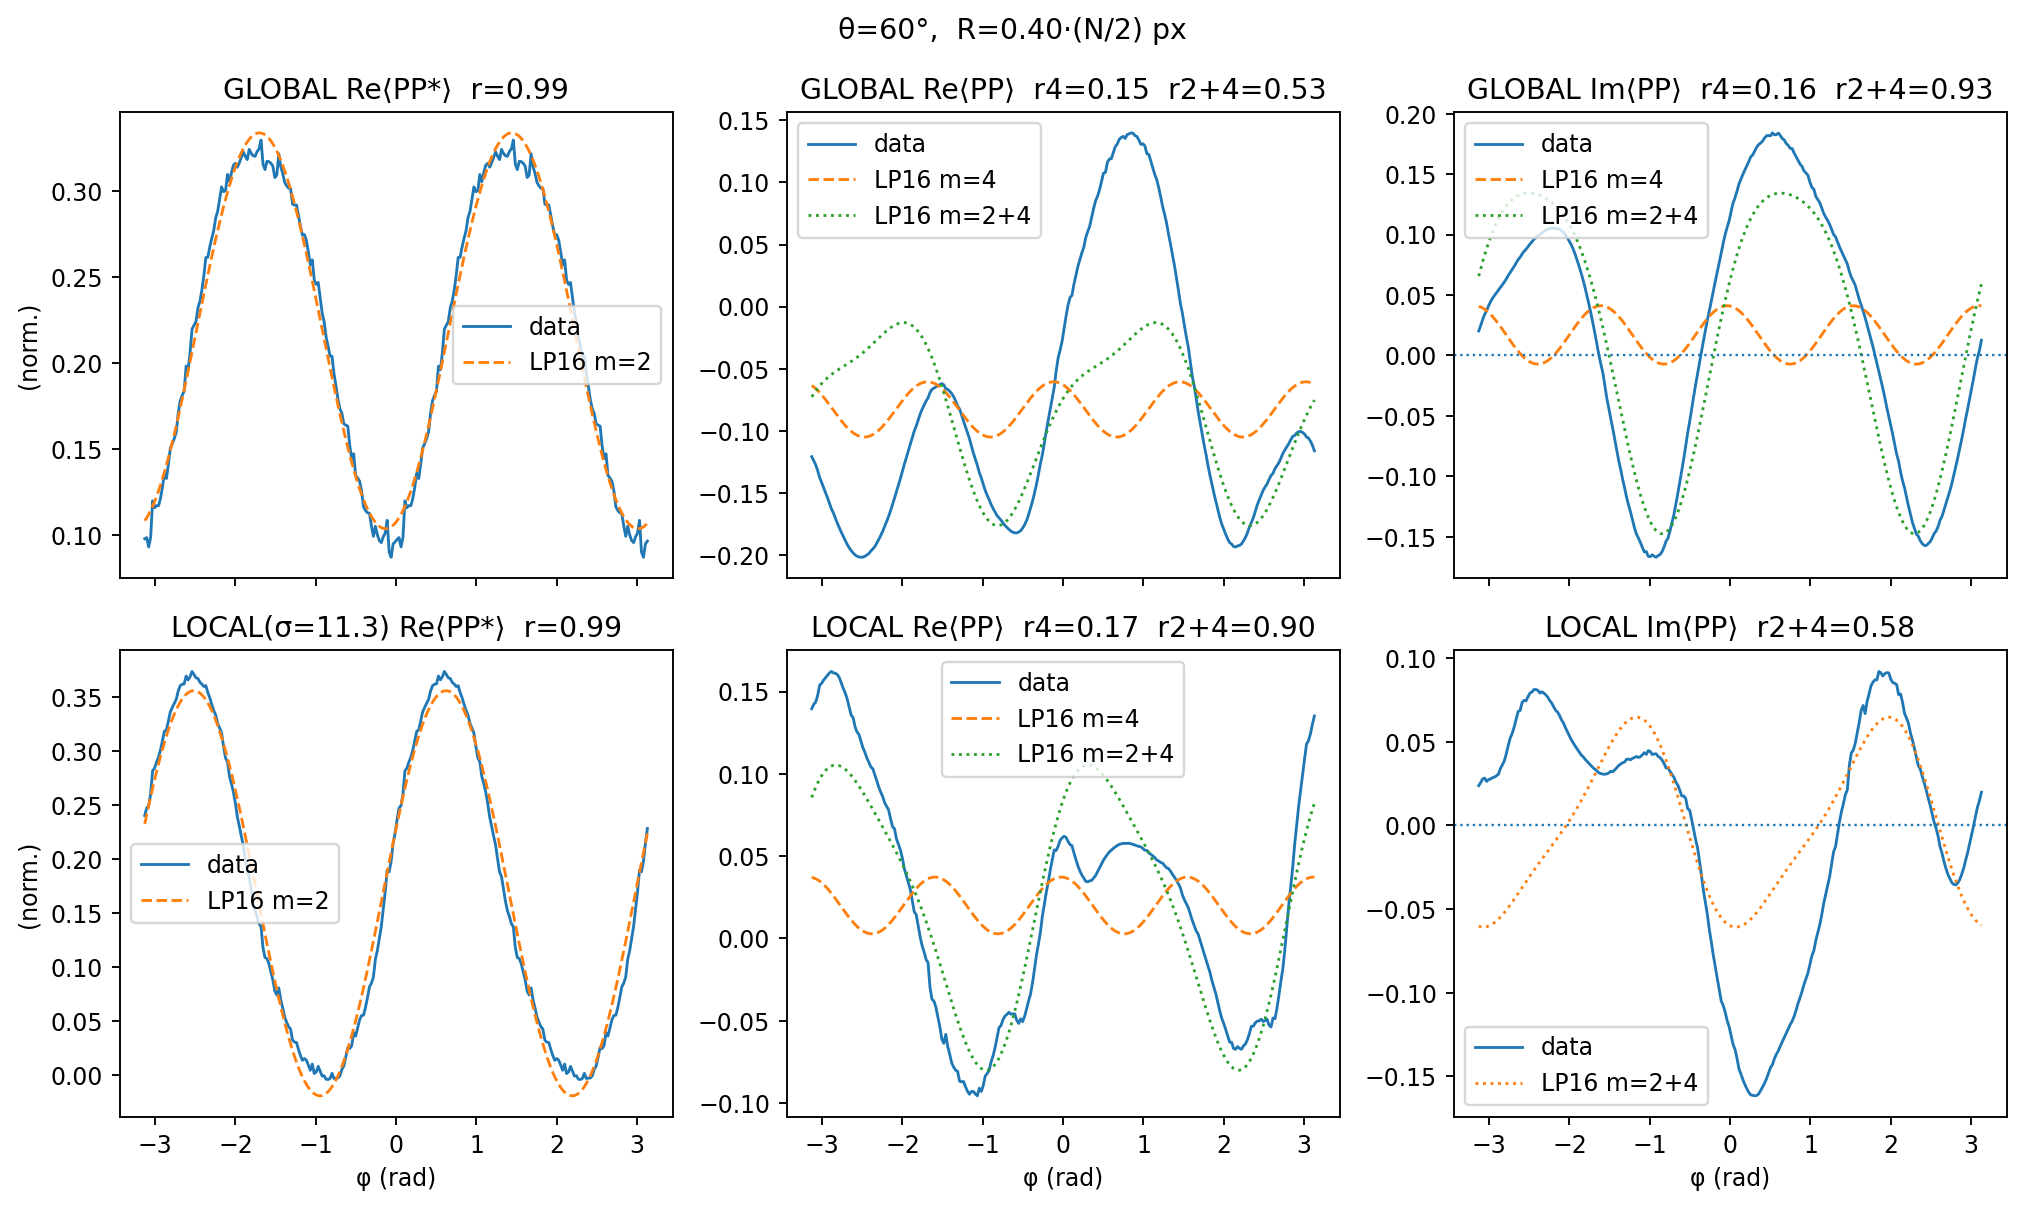 θ=60°,  R=0.40·(N/2) px
GLOBAL Re⟨PP*⟩  r=0.99
(norm.)
0.30
0.25
0.20
0.15
0.10
data
LP16 m=2
GLOBAL Re⟨PP⟩  r4=0.15  r2+4=0.53
0.15
0.10
0.05
0.00
−0.05
−0.10
−0.15
−0.20
data
LP16 m=4
LP16 m=2+4
GLOBAL Im⟨PP⟩  r4=0.16  r2+4=0.93
0.20
0.15
0.10
0.05
0.00
−0.05
−0.10
−0.15
data
LP16 m=4
LP16 m=2+4
LOCAL(σ=11.3) Re⟨PP*⟩  r=0.99
(norm.)
0.35
0.30
0.25
0.20
0.15
0.10
0.05
0.00
data
LP16 m=2
−3 −2 −1 0 1 2 3
φ (rad)
LOCAL Re⟨PP⟩  r4=0.17  r2+4=0.90
0.15
0.10
0.05
0.00
−0.05
−0.10
data
LP16 m=4
LP16 m=2+4
−3 −2 −1 0 1 2 3
φ (rad)
LOCAL Im⟨PP⟩  r2+4=0.58
0.10
0.05
0.00
−0.05
−0.10
−0.15
data
LP16 m=2+4
−3 −2 −1 0 1 2 3
φ (rad)